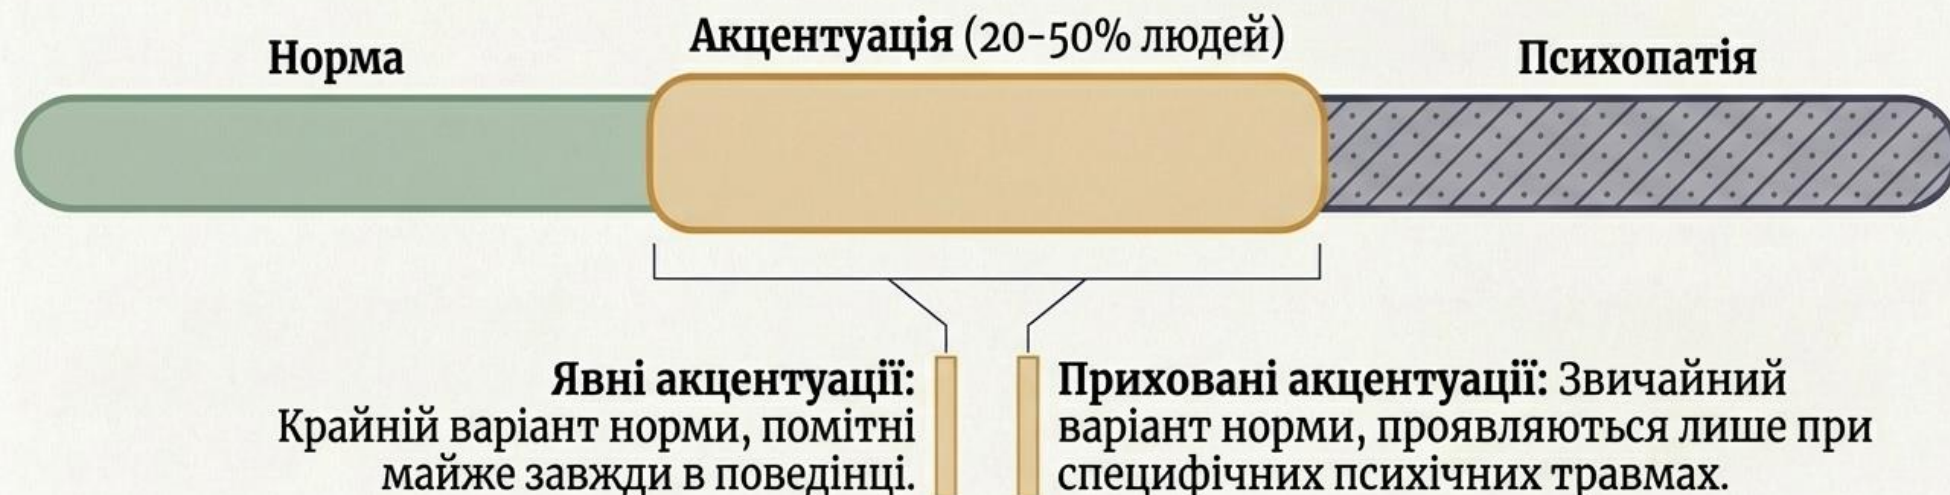 Норма
Акцентуація (20-50% людей)
Психопатія
Явні акцентуації:
Крайній варіант норми, помітні
майже завжди в поведінці.
Приховані акцентуації: Звичайний
варіант норми, проявляються лише при
специфічних психічних травмах.